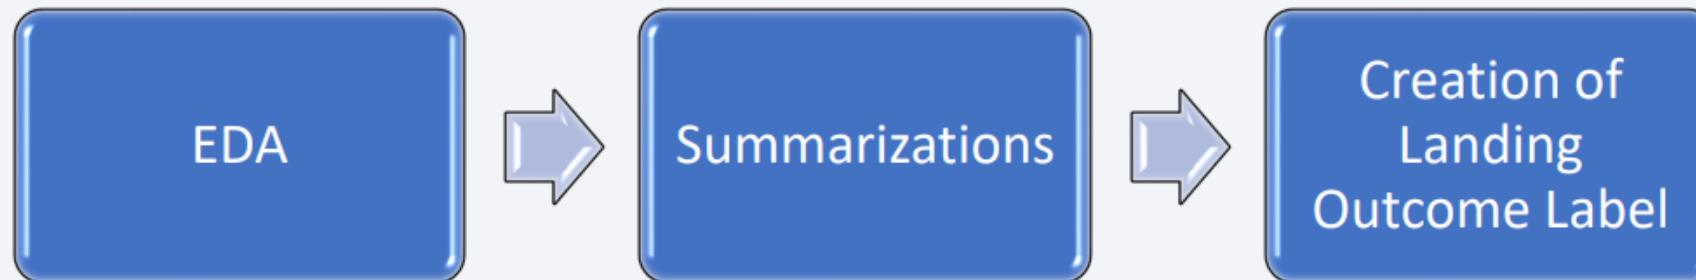 EDA
Summarizations
Creation of
Landing
Outcome Label